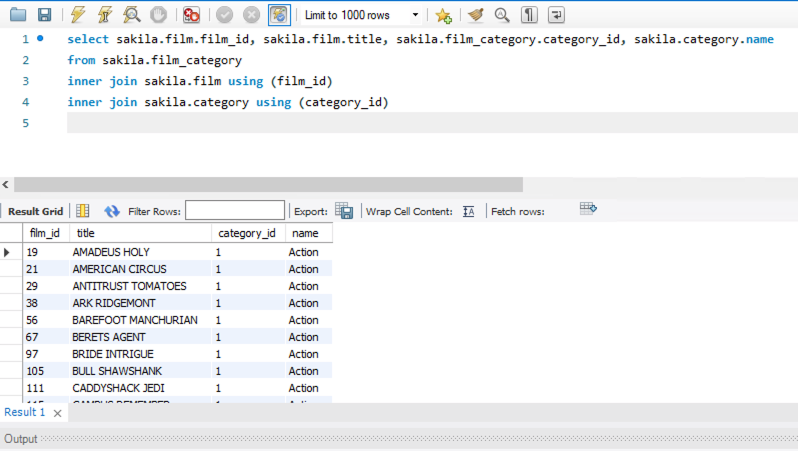 Limit to 1000 rows
1 select sakila.film.film_id, sakila.film.title, sakila.film_category.category_id, sakila.category.name
2 from sakila.film_category
3 inner join sakila.film using (film_id)
4 inner join sakila.category using (category_id)
5
Result Grid Filter Rows: Export: Wrap Cell Content: Fetch rows:
film_id title category_id name
19 AMADEUS HOLY 1 Action
21 AMERICAN CIRCUS 1 Action
29 ANTITRUST TOMATOES 1 Action
38 ARK RIDGEMONT 1 Action
56 BAREFOOT MANCHURIAN 1 Action
67 BERETS AGENT 1 Action
97 BRIDE INTRIGUE 1 Action
105 BULL SHAWSHANK 1 Action
111 CADDYSHACK JEDI 1 Action
Result 1
Output